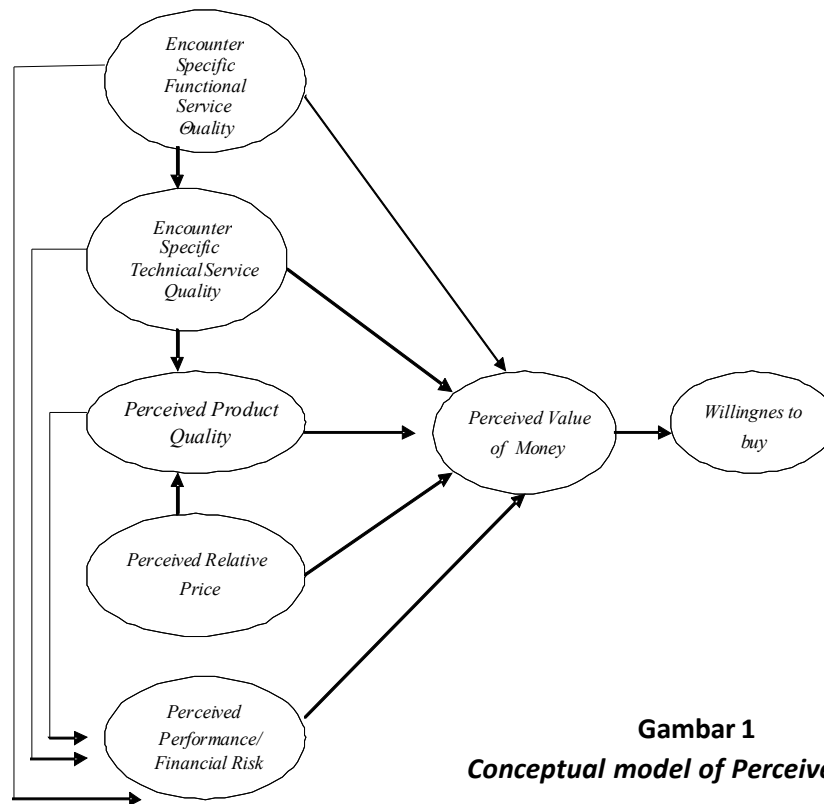 Encounter
Specific
Functional
Service
Θuality
Encounter
Specific
Technical Service
Quality
Perceived Product
Quality
Perceived Value
of Money
Willingnes to
buy
Perceived Relative
Price
Perceived
Performance/
Financial Risk
Gambar 1
Conceptual model of Perceive